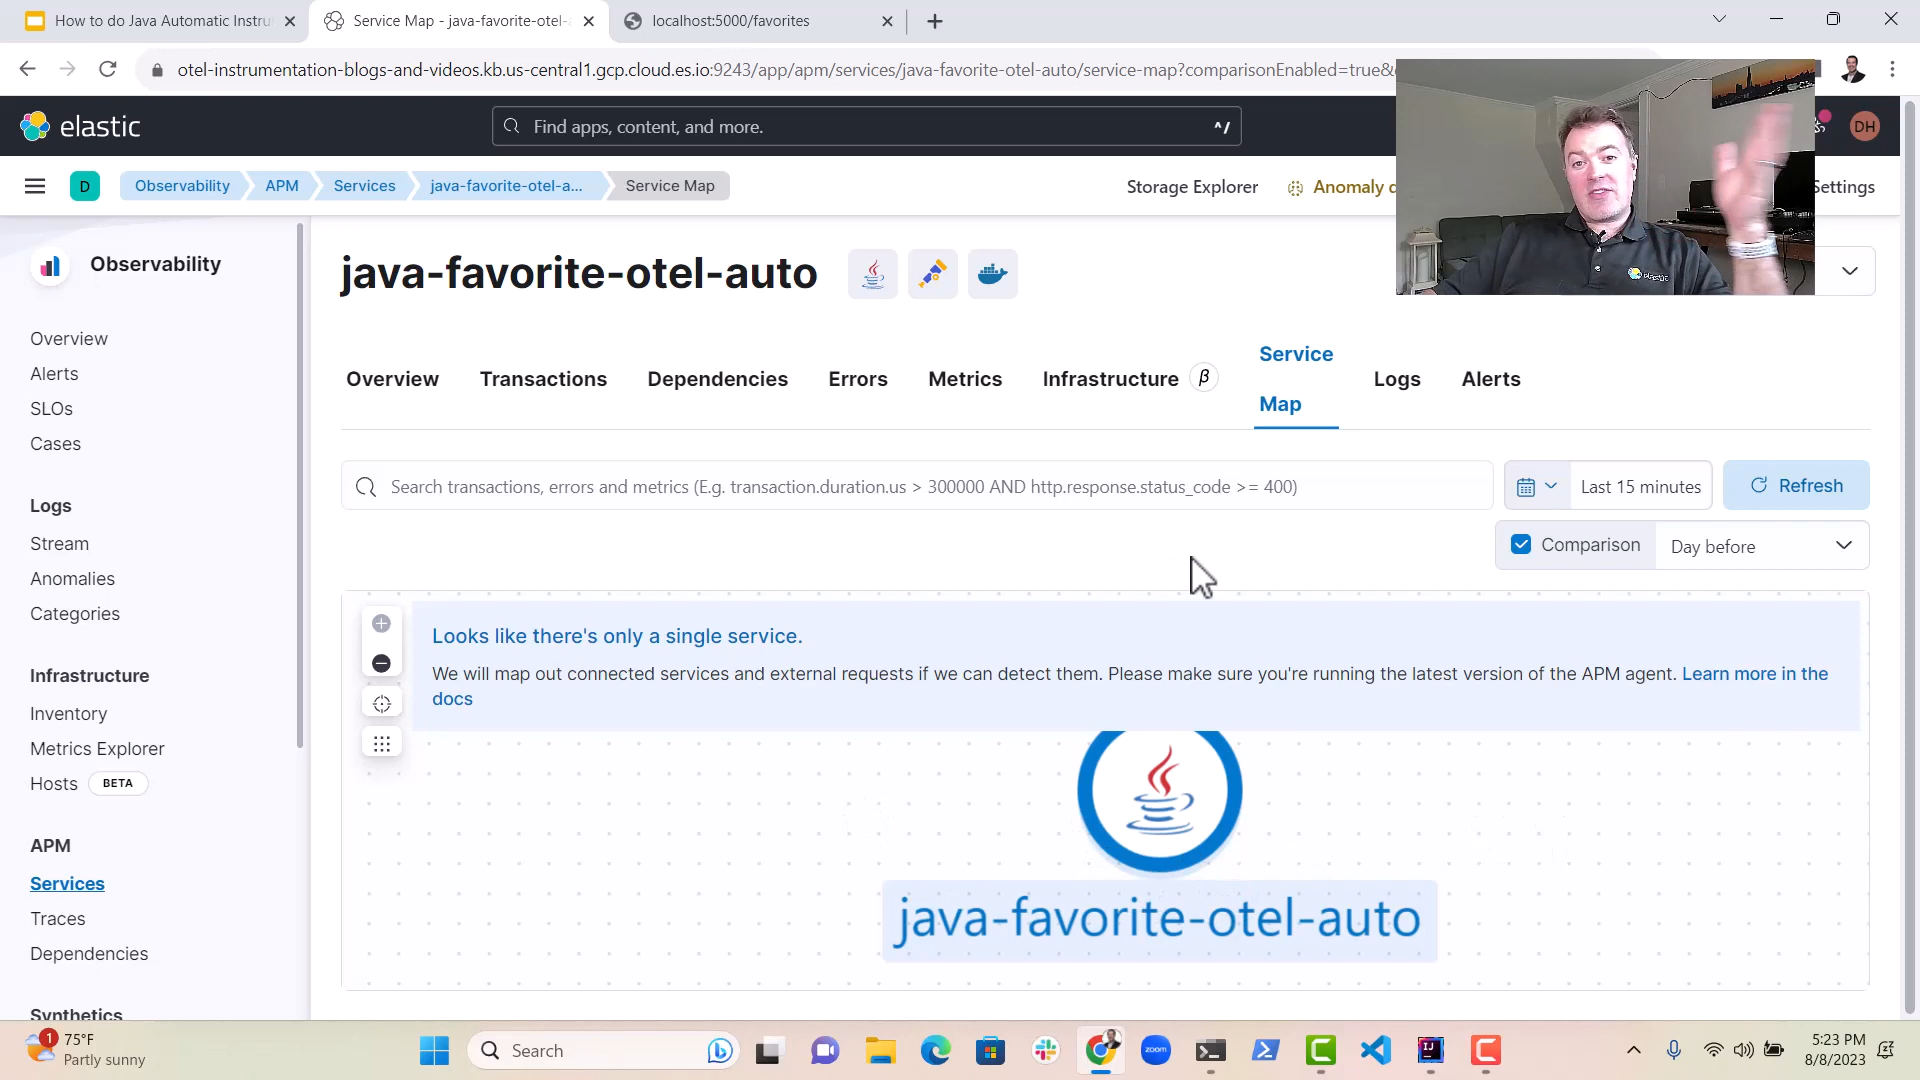 How to do Java Automatic Instru
Service Map - java-favorite-otel-
localhost:5000/favorites
otel-instrumentation-blogs-and-videos.kb.us-central1.gcp.cloud.es.io:9243/app/apm/services/java-favorite-otel-auto/service-map?comparisonEnabled=true&
elastic
Find apps, content, and more.
^/
DH
D
Observability
APM
Services
java-favorite-otel-a...
Service Map
Storage Explorer
Anomaly
Settings
Observability
java-favorite-otel-auto
Overview
Alerts
SLOs
Cases
Logs
Stream
Anomalies
Categories
Infrastructure
Inventory
Metrics Explorer
Hosts BETA
APM
Services
Traces
Dependencies
Synthetics
Overview
Transactions
Dependencies
Errors
Metrics
Infrastructure β
Service
Map
Logs
Alerts
Search transactions, errors and metrics (E.g. transaction.duration.us > 300000 AND http.response.status_code >= 400)
Last 15 minutes
Refresh
Comparison
Day before
Looks like there's only a single service.
We will map out connected services and external requests if we can detect them. Please make sure you're running the latest version of the APM agent. Learn more in the
docs
java-favorite-otel-auto
elastic
1
75°F
Partly sunny
Search
zoom
5:23 PM
8/8/2023